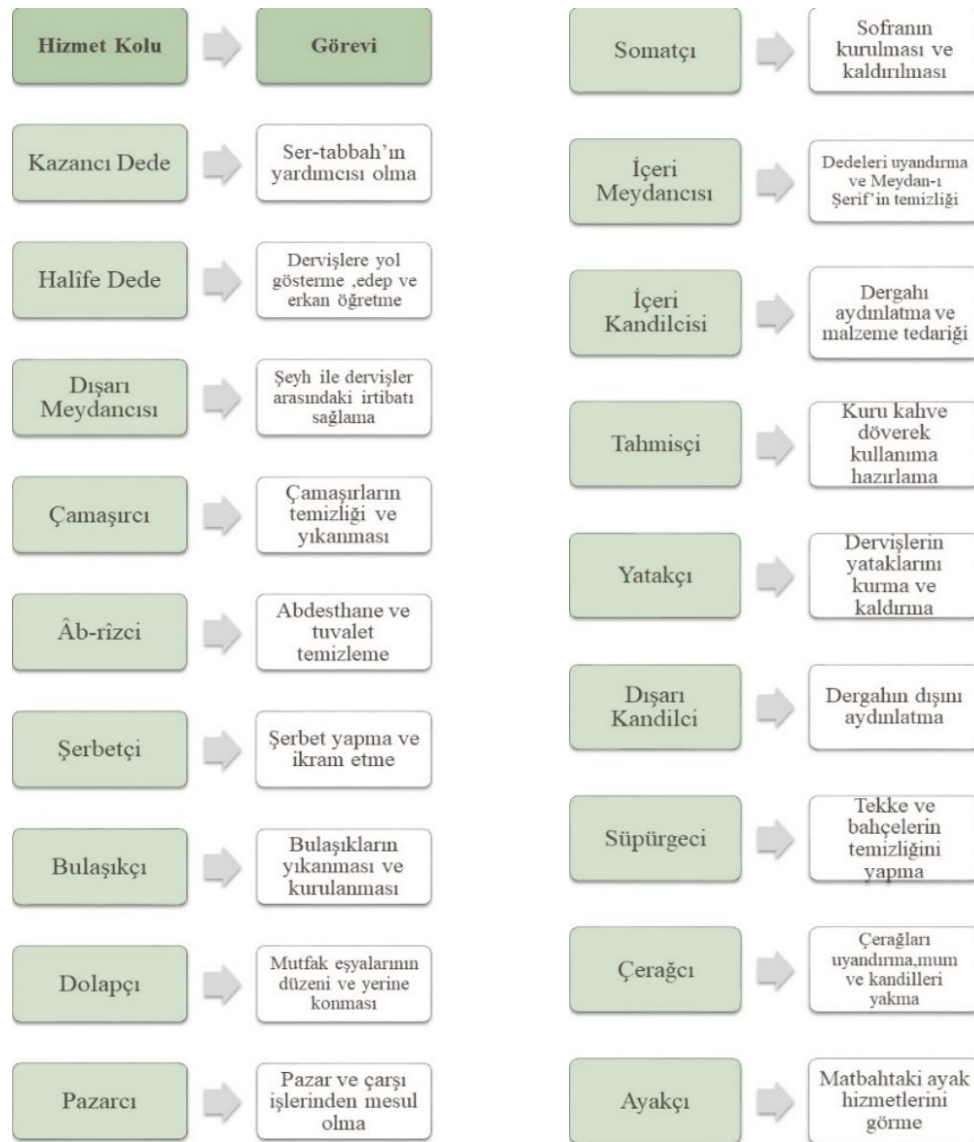 Hizmet Kolu
Görevi
Kazancı Dede
Ser-tabbah’ın
yardımcısı olma
Halîfe Dede
Dervişlere yol
gösterme ,edep ve
erkan öğretme
Dışarı
Meydancısı
Şeyh ile dervişler
arasındaki irtibatı
sağlama
Çamaşırcı
Çamaşırların
temizliği ve
yıkanması
Âb-rîzci
Abdesthane ve
tuvalet
temizleme
Şerbetçi
Şerbet yapma ve
ikram etme
Bulaşıkçı
Bulaşıkların
yıkanması ve
kurulanması
Dolapçı
Mutfak eşyalarının
düzeni ve yerine
konması
Pazarcı
Pazar ve çarşı
işlerinden mesul
olma
Somatçı
Sofranın
kurulması ve
kaldırılması
İçeri
Meydancısı
Dedeleri uyandırma
ve Meydan-ı
Şerif’in temizliği
İçeri
Kandilcisi
Dergahı
aydınlatma ve
malzeme tedariği
Tahmisçi
Kuru kahve
döverek
kullanıma
hazırlama
Yatakçı
Dervişlerin
yataklarını
kurma ve
kaldırma
Dışarı
Kandilci
Dergahın dışını
aydınlatma
Süpürgeci
Tekke ve
bahçelerin
temizliğini
yapma
Çerağcı
Çerağları
uyandırma,mum
ve kandilleri
yakma
Ayakçı
Matbahtaki ayak
hizmetlerini
görme